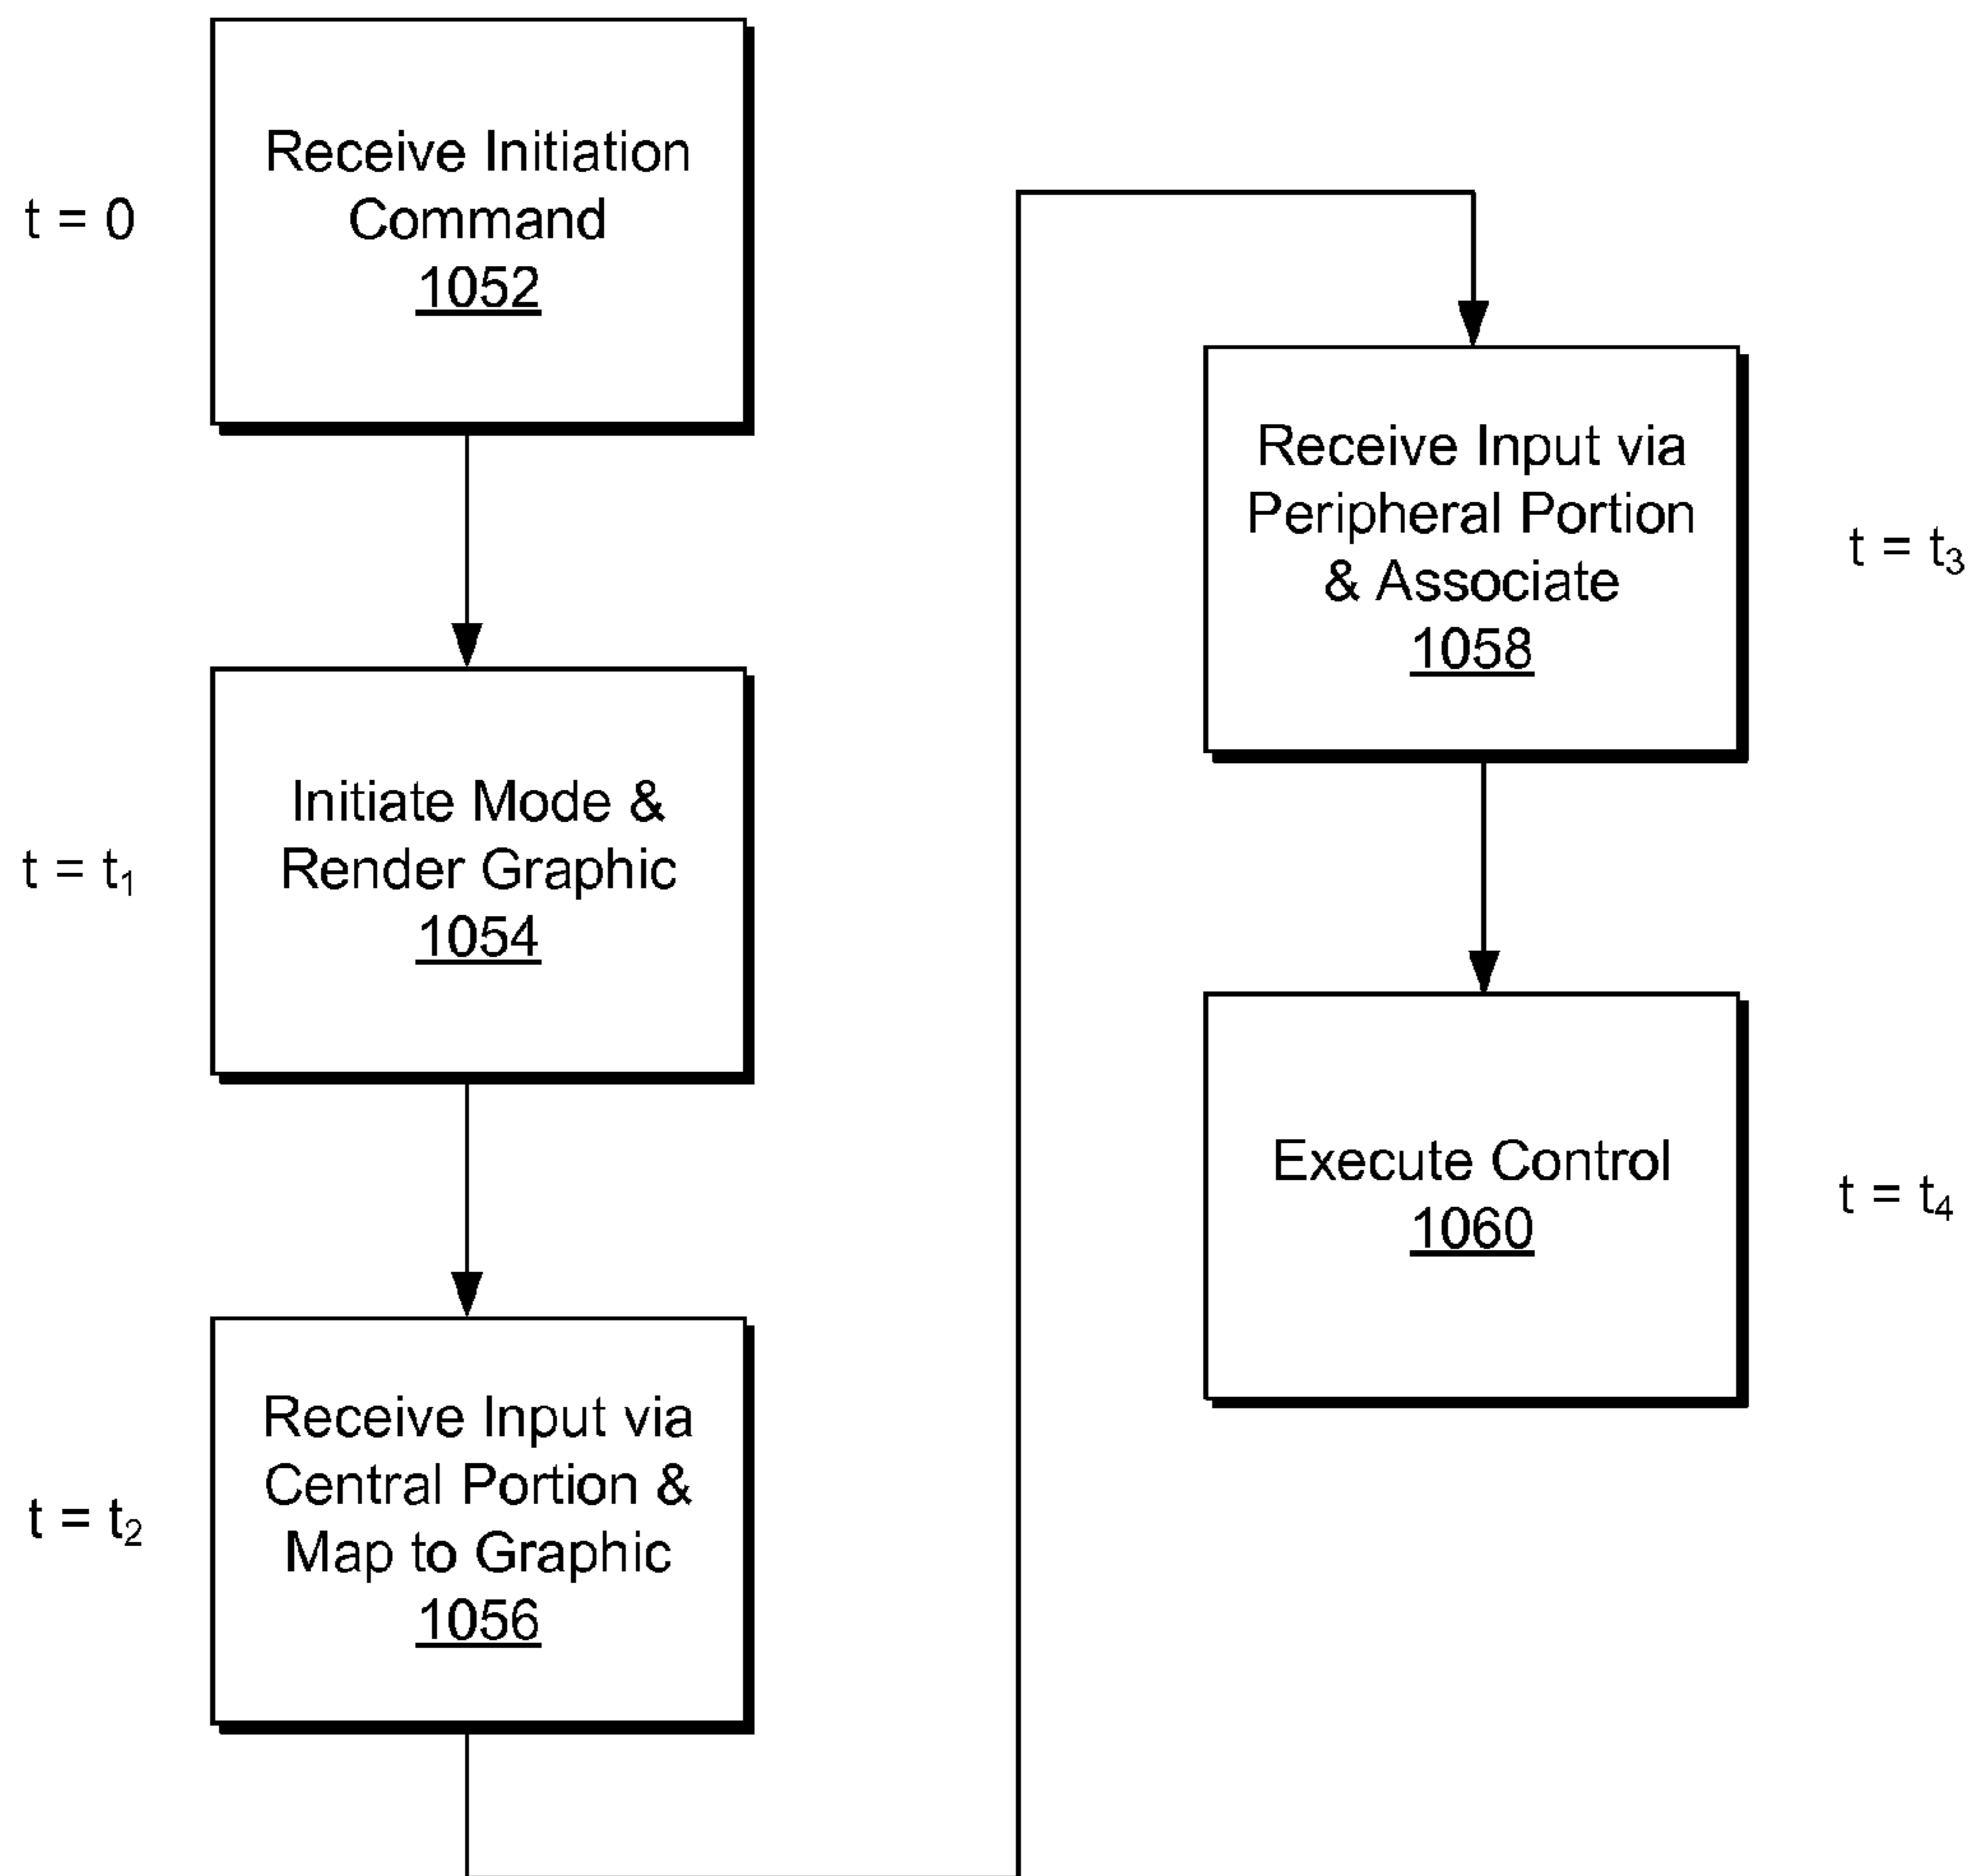 t = 0
Receive Initiation
Command
1052
t = t₁
Initiate Mode &
Render Graphic
1054
t = t₂
Receive Input via
Central Portion &
Map to Graphic
1056
Receive Input via
Peripheral Portion
& Associate
1058
t = t₃
Execute Control
1060
t = t₄